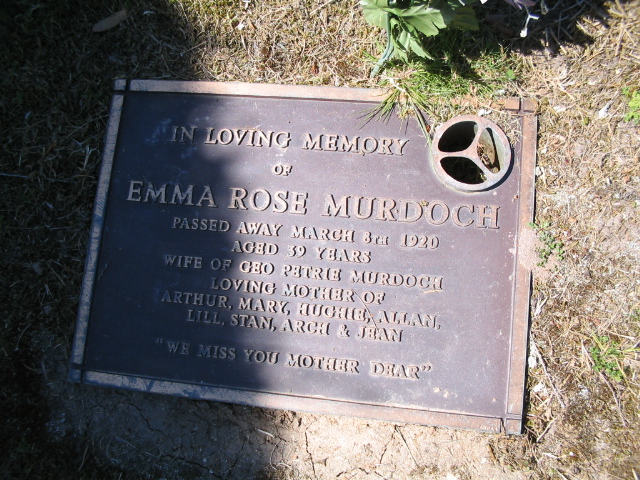 IN LOVING MEMORY
OF
EMMA ROSE MURDOCH
PASSED AWAY MARCH 8TH 1920
AGED 39 YEARS
WIFE OF GEO PETRIE MURDOCH
LOVING MOTHER OF
ARTHUR, MARY, HUGHIE, ALLAN,
LILL, STAN, ARCH & JEAN
"WE MISS YOU MOTHER DEAR"